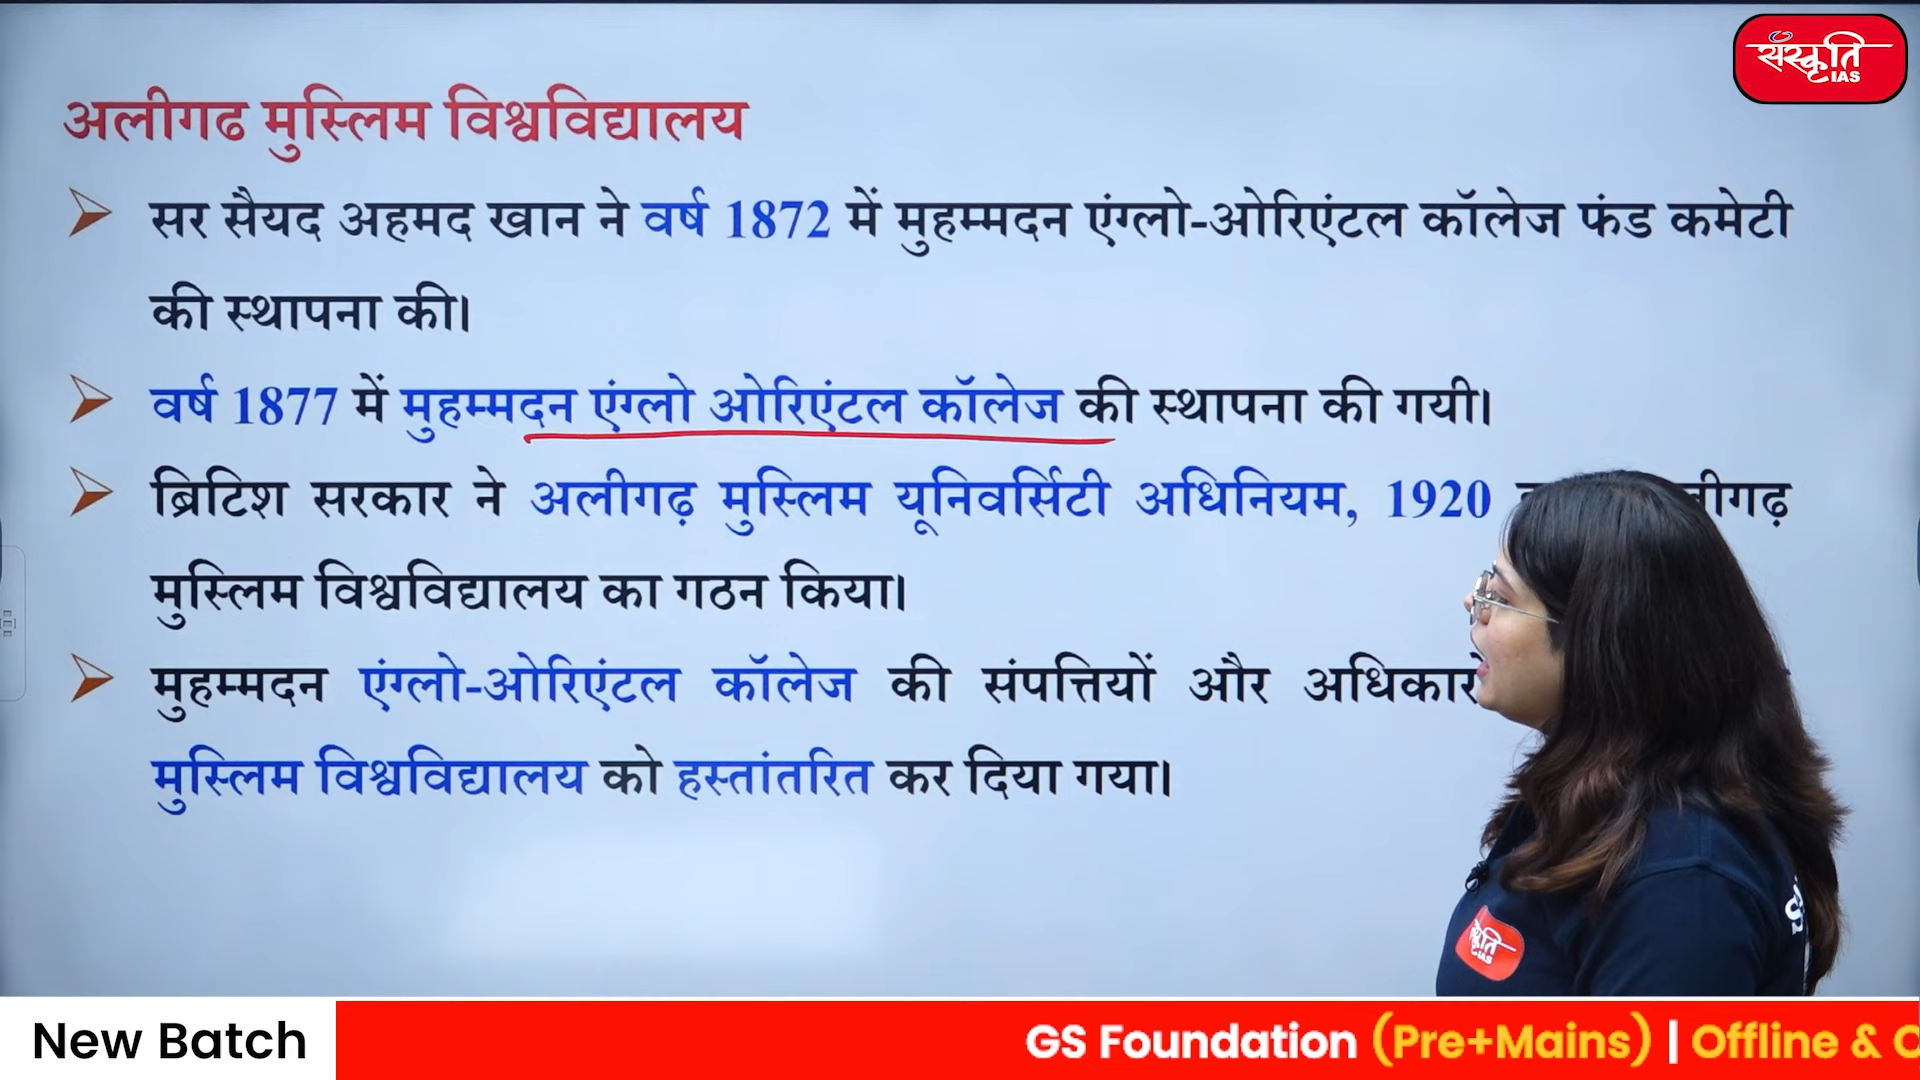 संस्कृति
IAS
अलीगढ मुस्लिम विश्वविद्यालय
सर सैयद अहमद खान ने वर्ष 1872 में मुहम्मदन एंग्लो-ओरिएंटल कॉलेज फंड कमेटी
की स्थापना की।
वर्ष 1877 में मुहम्मदन एंग्लो ओरिएंटल कॉलेज की स्थापना की गयी।
ब्रिटिश सरकार ने अलीगढ़ मुस्लिम यूनिवर्सिटी अधिनियम, 1920
मुस्लिम विश्वविद्यालय का गठन किया।
मुहम्मदन एंग्लो-ओरिएंटल कॉलेज की संपत्तियों और
मुस्लिम विश्वविद्यालय को हस्तांतरित कर दिया गया।
संस्कृति
IAS
New Batch
GS Foundation (Pre+Mains) | Offline &